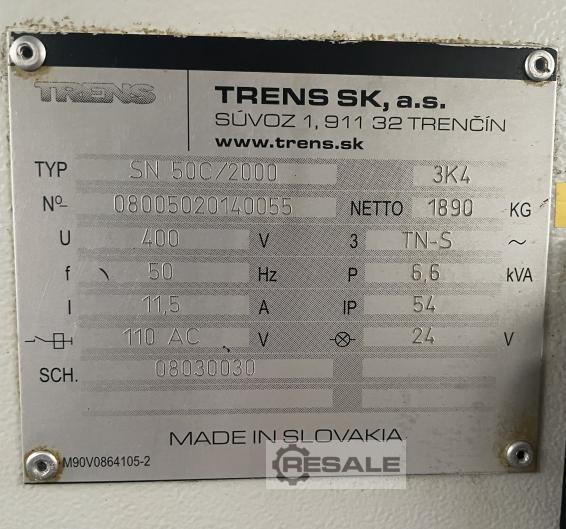 TRENS
TRENS SK, a.s.
SÚVOZ 1, 911 32 TRENČÍN
www.trens.sk
TYP SN 50C/2000 3K4
Nº 08005020140055 NETTO 1890 KG
U 400 V 3 TN-S ~
f 50 Hz P 6,6 kVA
I 11,5 A IP 54
110 AC V 24 V
SCH. 08030030
MADE IN SLOVAKIA
M90V0864105-2
RESALE